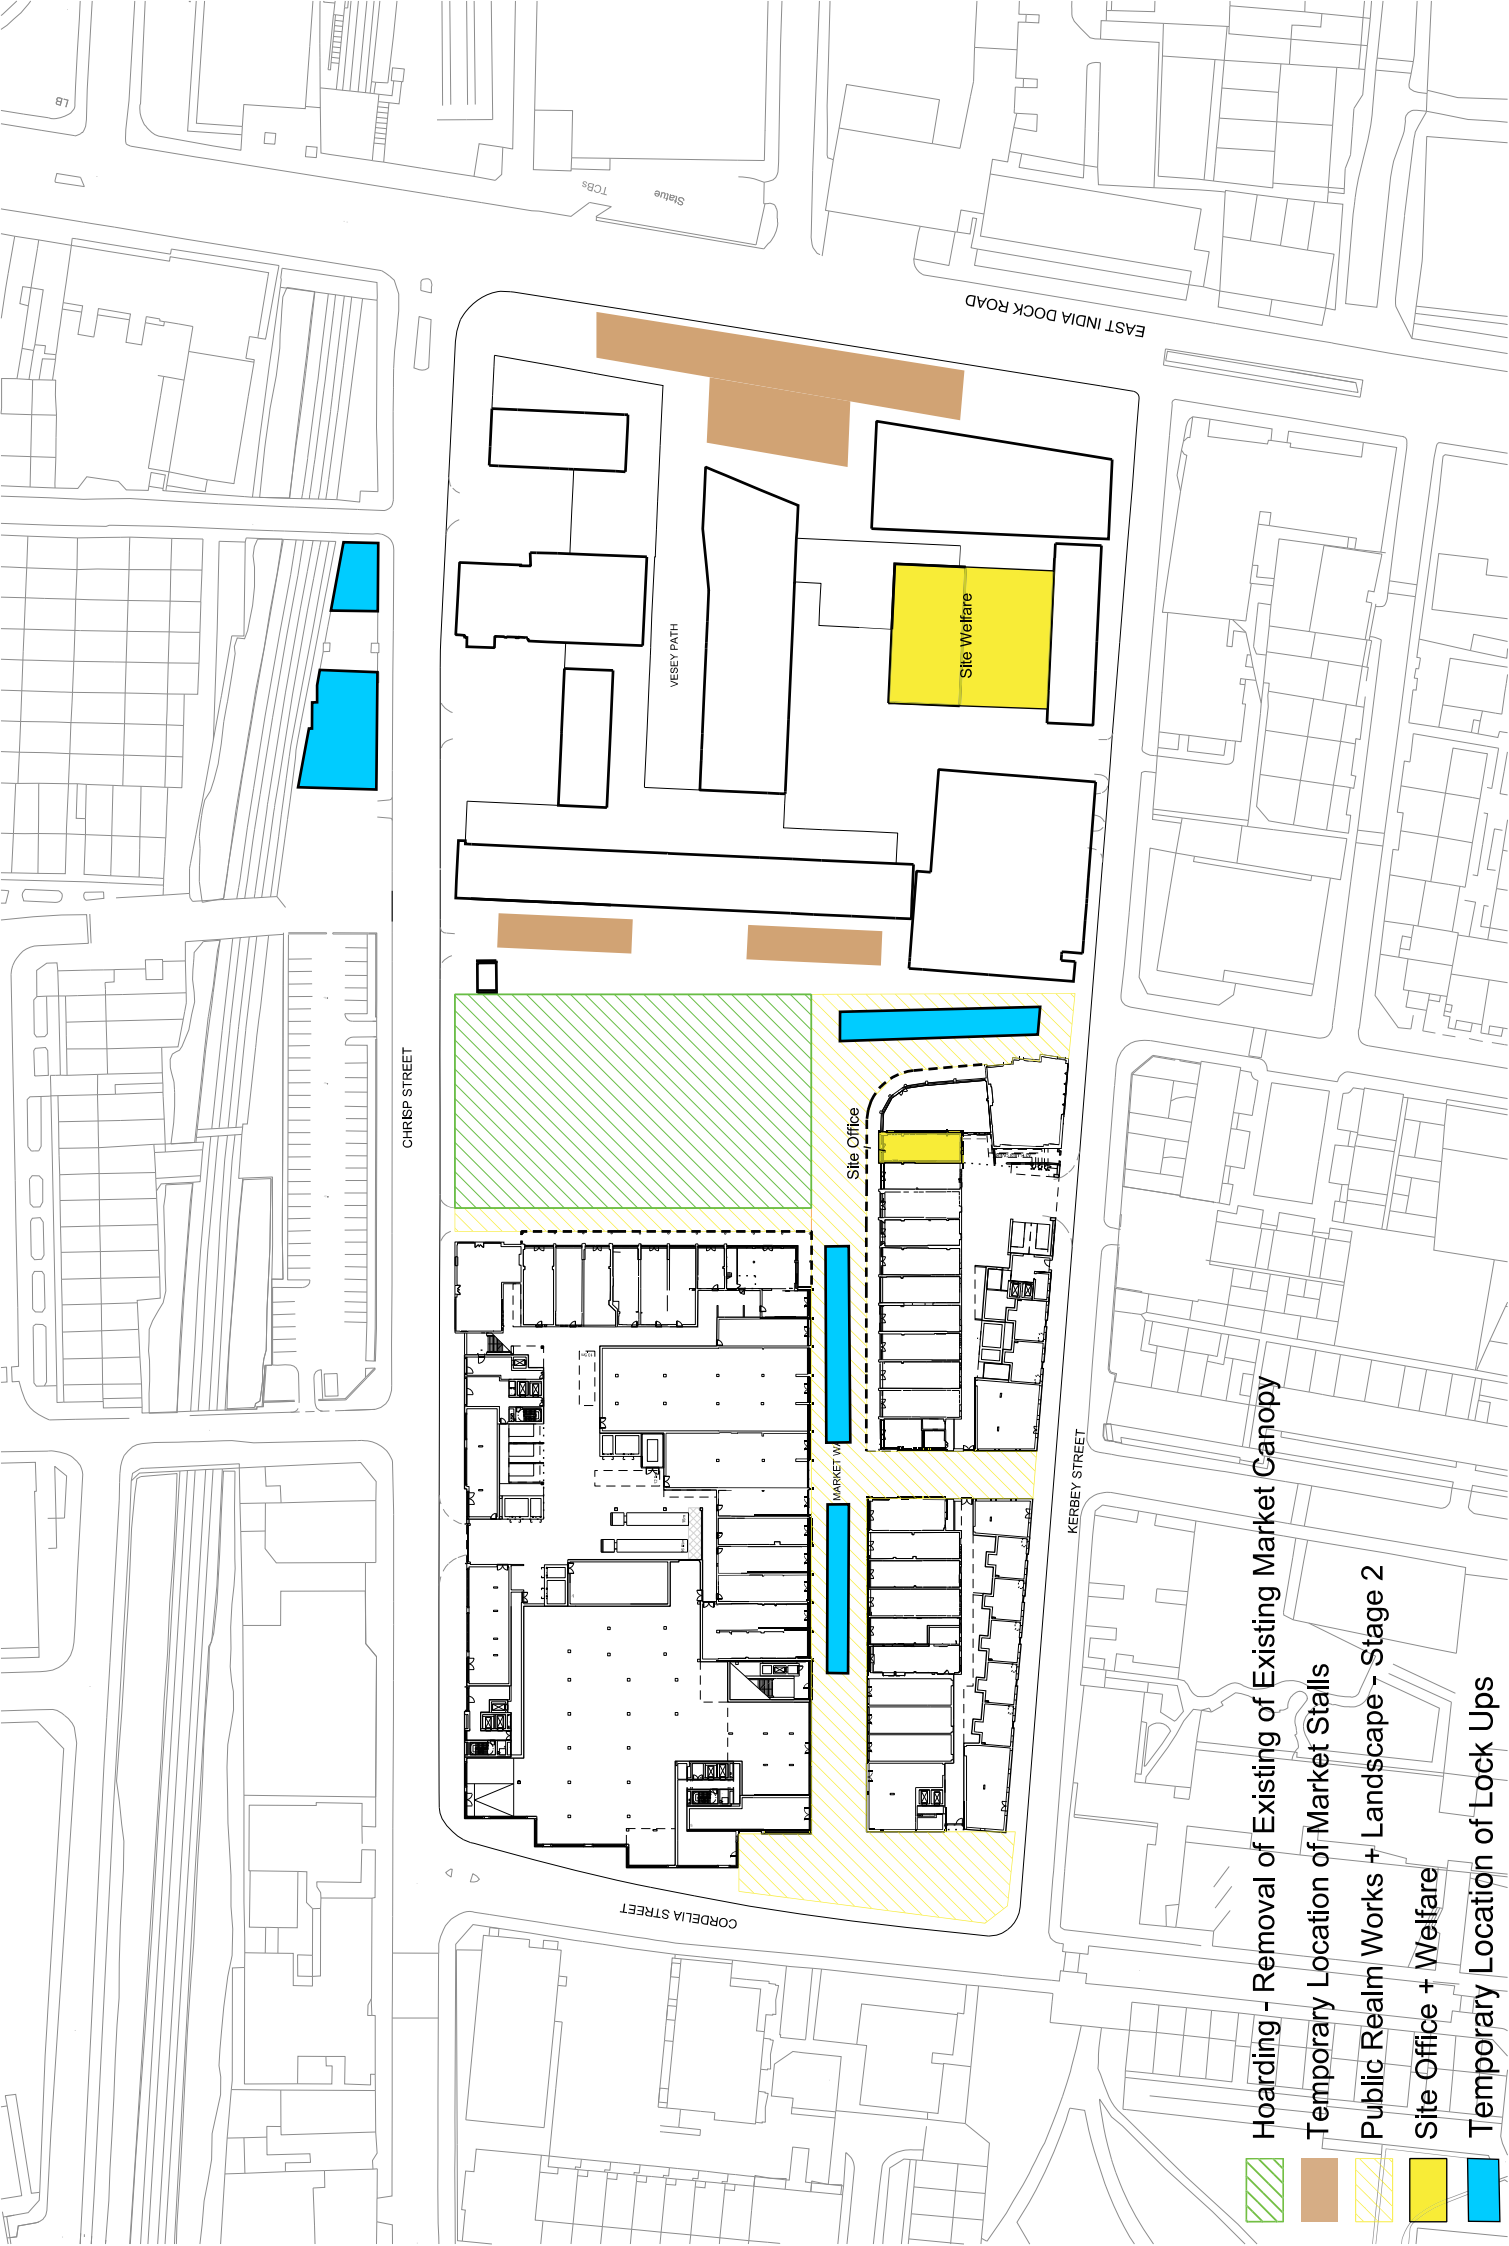 LB
TCBs
Statue
EAST INDIA DOCK ROAD
VESEY PATH
Site Welfare
CHRISP STREET
Site Office
MARKET W
KERBEY STREET
CORDELIA STREET
Hoarding - Removal of Existing of Existing Market Canopy
Temporary Location of Market Stalls
Public Realm Works + Landscape - Stage 2
Site Office + Welfare
Temporary Location of Lock Ups